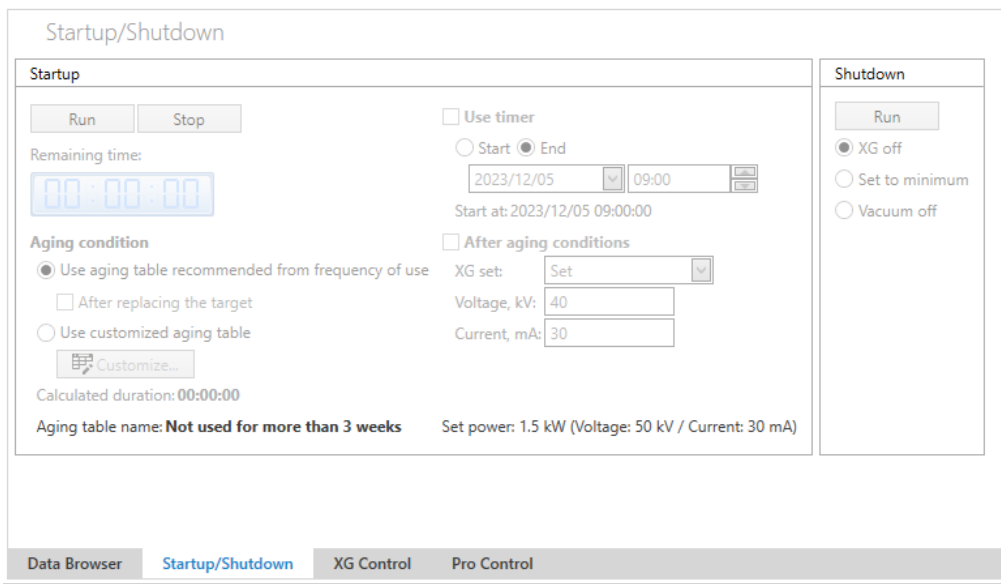 Startup/Shutdown
Startup
Run Stop
Remaining time:
00:00:00
Aging condition
Use aging table recommended from frequency of use
After replacing the target
Use customized aging table
Customize...
Calculated duration: 00:00:00
Aging table name: Not used for more than 3 weeks
Use timer
Start End
2023/12/05 09:00
Start at: 2023/12/05 09:00:00
After aging conditions
XG set: Set
Voltage, kV: 40
Current, mA: 30
Set power: 1.5 kW (Voltage: 50 kV / Current: 30 mA)
Shutdown
Run
XG off
Set to minimum
Vacuum off
Data Browser Startup/Shutdown XG Control Pro Control